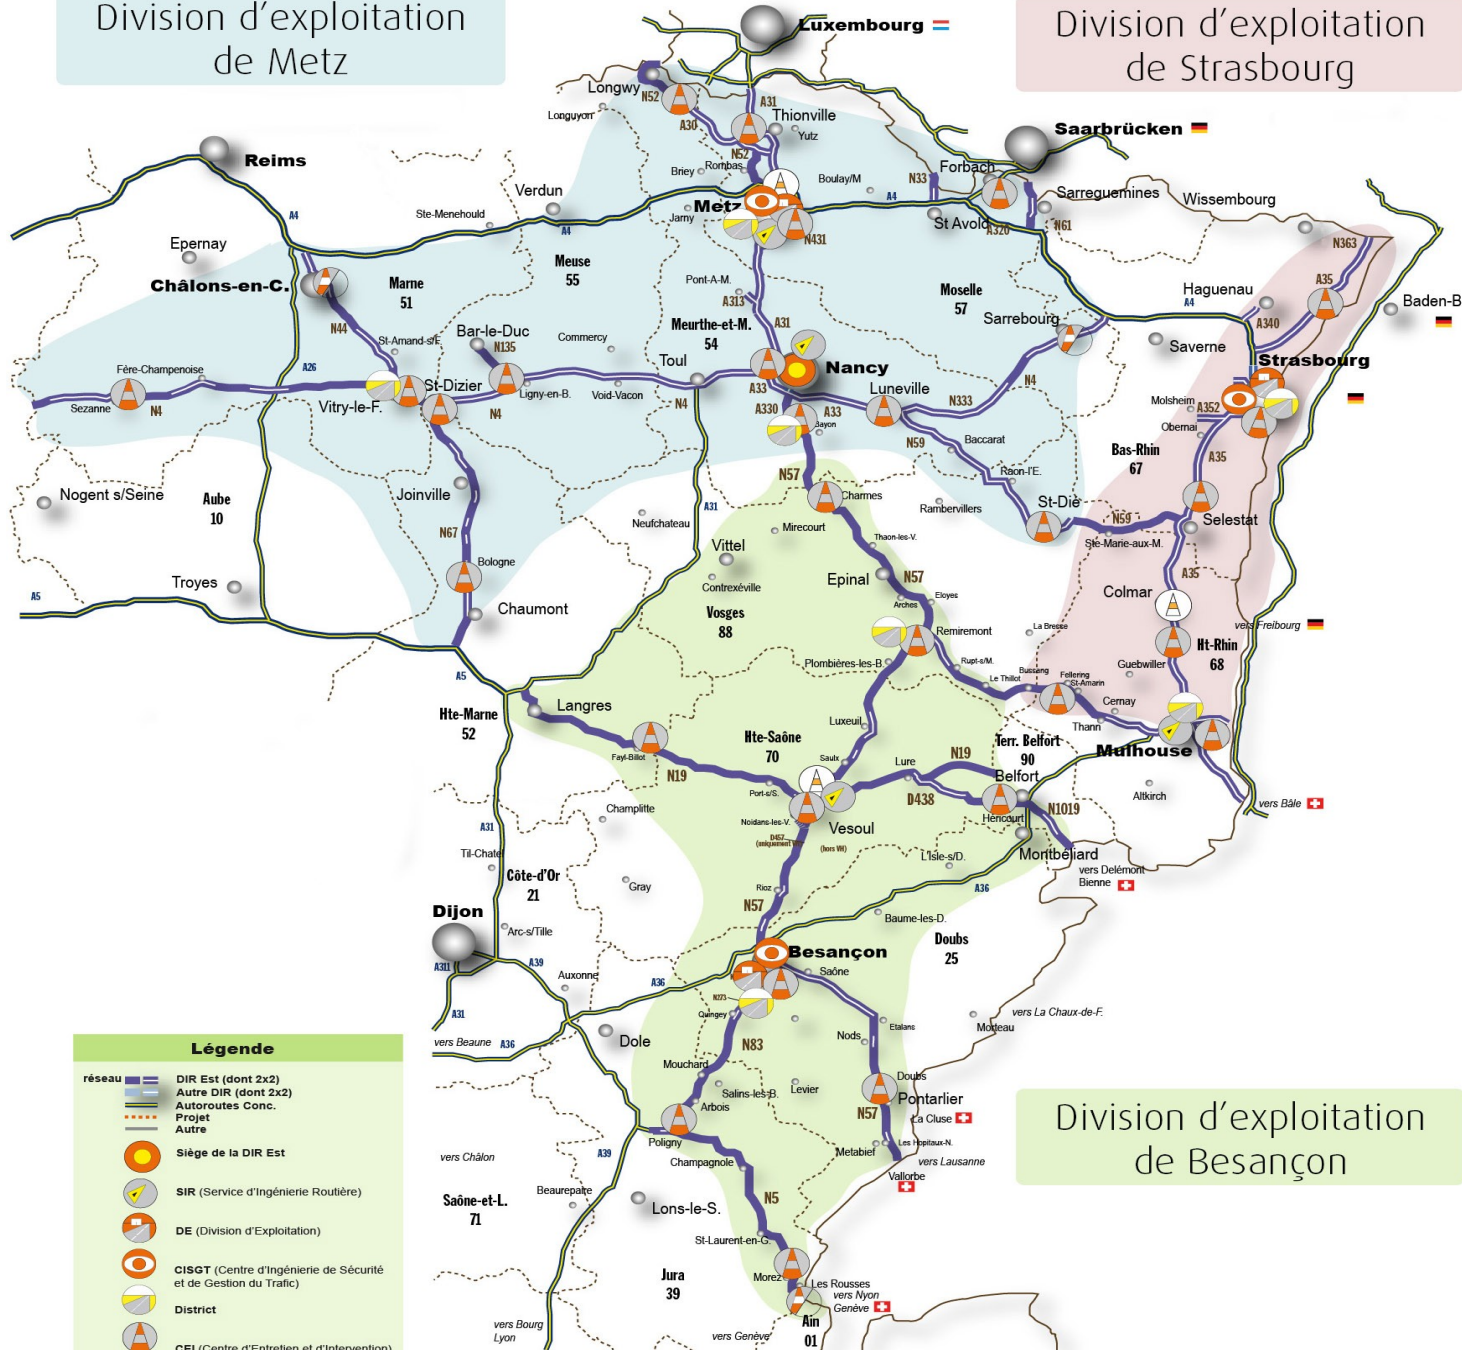 Division d'exploitation
de Metz
Division d'exploitation
de Strasbourg
Luxembourg
Longwy
N52
Longuyon
A30
A31
Thionville
Yutz
N52
Rombas
Briey
Boulay/M
Saarbrücken
Forbach
N33
Sarreguemines
Wissembourg
Reims
Verdun
Ste-Menehould
A4
A4
Jarny
Metz
N431
A4
St Avold
A320
N61
N363
Epernay
Châlons-en-C.
Marne
51
Meuse
55
Pont-A-M.
A313
Moselle
57
Haguenau
A35
A4
A340
Baden-B
N44
St-Amand-s/F.
Bar-le-Duc
N135
Commercy
Meurthe-et-M.
54
A31
Sarrebourg
Saverne
Strasbourg
Fère-Champenoise
A26
Toul
Nancy
Sezanne
N4
Vitry-le-F.
St-Dizier
N4
Ligny-en-B.
Void-Vacon
N4
A33
A330
A33
Bayon
Luneville
N333
N4
Molsheim
A352
Obernai
N59
Baccarat
Bas-Rhin
67
A35
Nogent s/Seine
Aube
10
Joinville
N57
Charmes
Raon-l'E.
Rambervillers
St-Dié
N59
Selestat
Ste-Marie-aux-M.
Neufchateau
A31
Mirecourt
Vittel
Thaon-les-V.
N67
Bologne
Contrexéville
Epinal
N57
A35
Troyes
A5
Chaumont
Vosges
88
Arches
Eloyes
Colmar
La Bresse
vers Freibourg
Remiremont
Plombières-les-B.
Rupt-s/M.
Le Thillot
Bussang
Fellering
St-Amarin
Guebwiller
Ht-Rhin
68
A5
Cernay
Thann
Hte-Marne
52
Langres
Luxeuil
Hte-Saône
70
Terr. Belfort
90
Mulhouse
Fayl-Billot
N19
Saulx
Lure
N19
Belfort
Port-s/S.
D438
Altkirch
vers Bâle
Champlitte
Noidans-les-V.
Vesoul
Héricourt
N1019
A31
D457
(uniquement VH)
(hors VH)
Montbéliard
Til-Chatel
L'Isle-s/D.
vers Delémont
Bienne
Côte-d'Or
21
Gray
Rioz
A36
Dijon
N57
Baume-les-D.
Arc-s/Tille
Doubs
25
A311
A39
Auxonne
A36
Besançon
Saône
N273
A31
Quingey
Etalans
vers La Chaux-de-F.
Morteau
vers Beaune
A36
Dole
N83
Nods
Mouchard
Salins-les-B.
Levier
Doubs
Arbois
Pontarlier
N57
La Cluse
Poligny
Metabief
Les Hopitaux-N.
vers Lausanne
Vallorbe
vers Châlon
A39
Champagnole
Saône-et-L.
71
Beaurepaire
Lons-le-S.
N5
St-Laurent-en-G.
Jura
39
Morez
Les Rousses
vers Nyon
Genève
vers Bourg
Lyon
vers Genève
Ain
01
Division d'exploitation
de Besançon
Légende
réseau
DIR Est (dont 2x2)
Autre DIR (dont 2x2)
Autoroutes Conc.
Projet
Autre
Siège de la DIR Est
SIR (Service d'Ingénierie Routière)
DE (Division d'Exploitation)
CISGT (Centre d'Ingénierie de Sécurité
et de Gestion du Trafic)
District
CEI (Centre d'Entretien et d'Intervention)